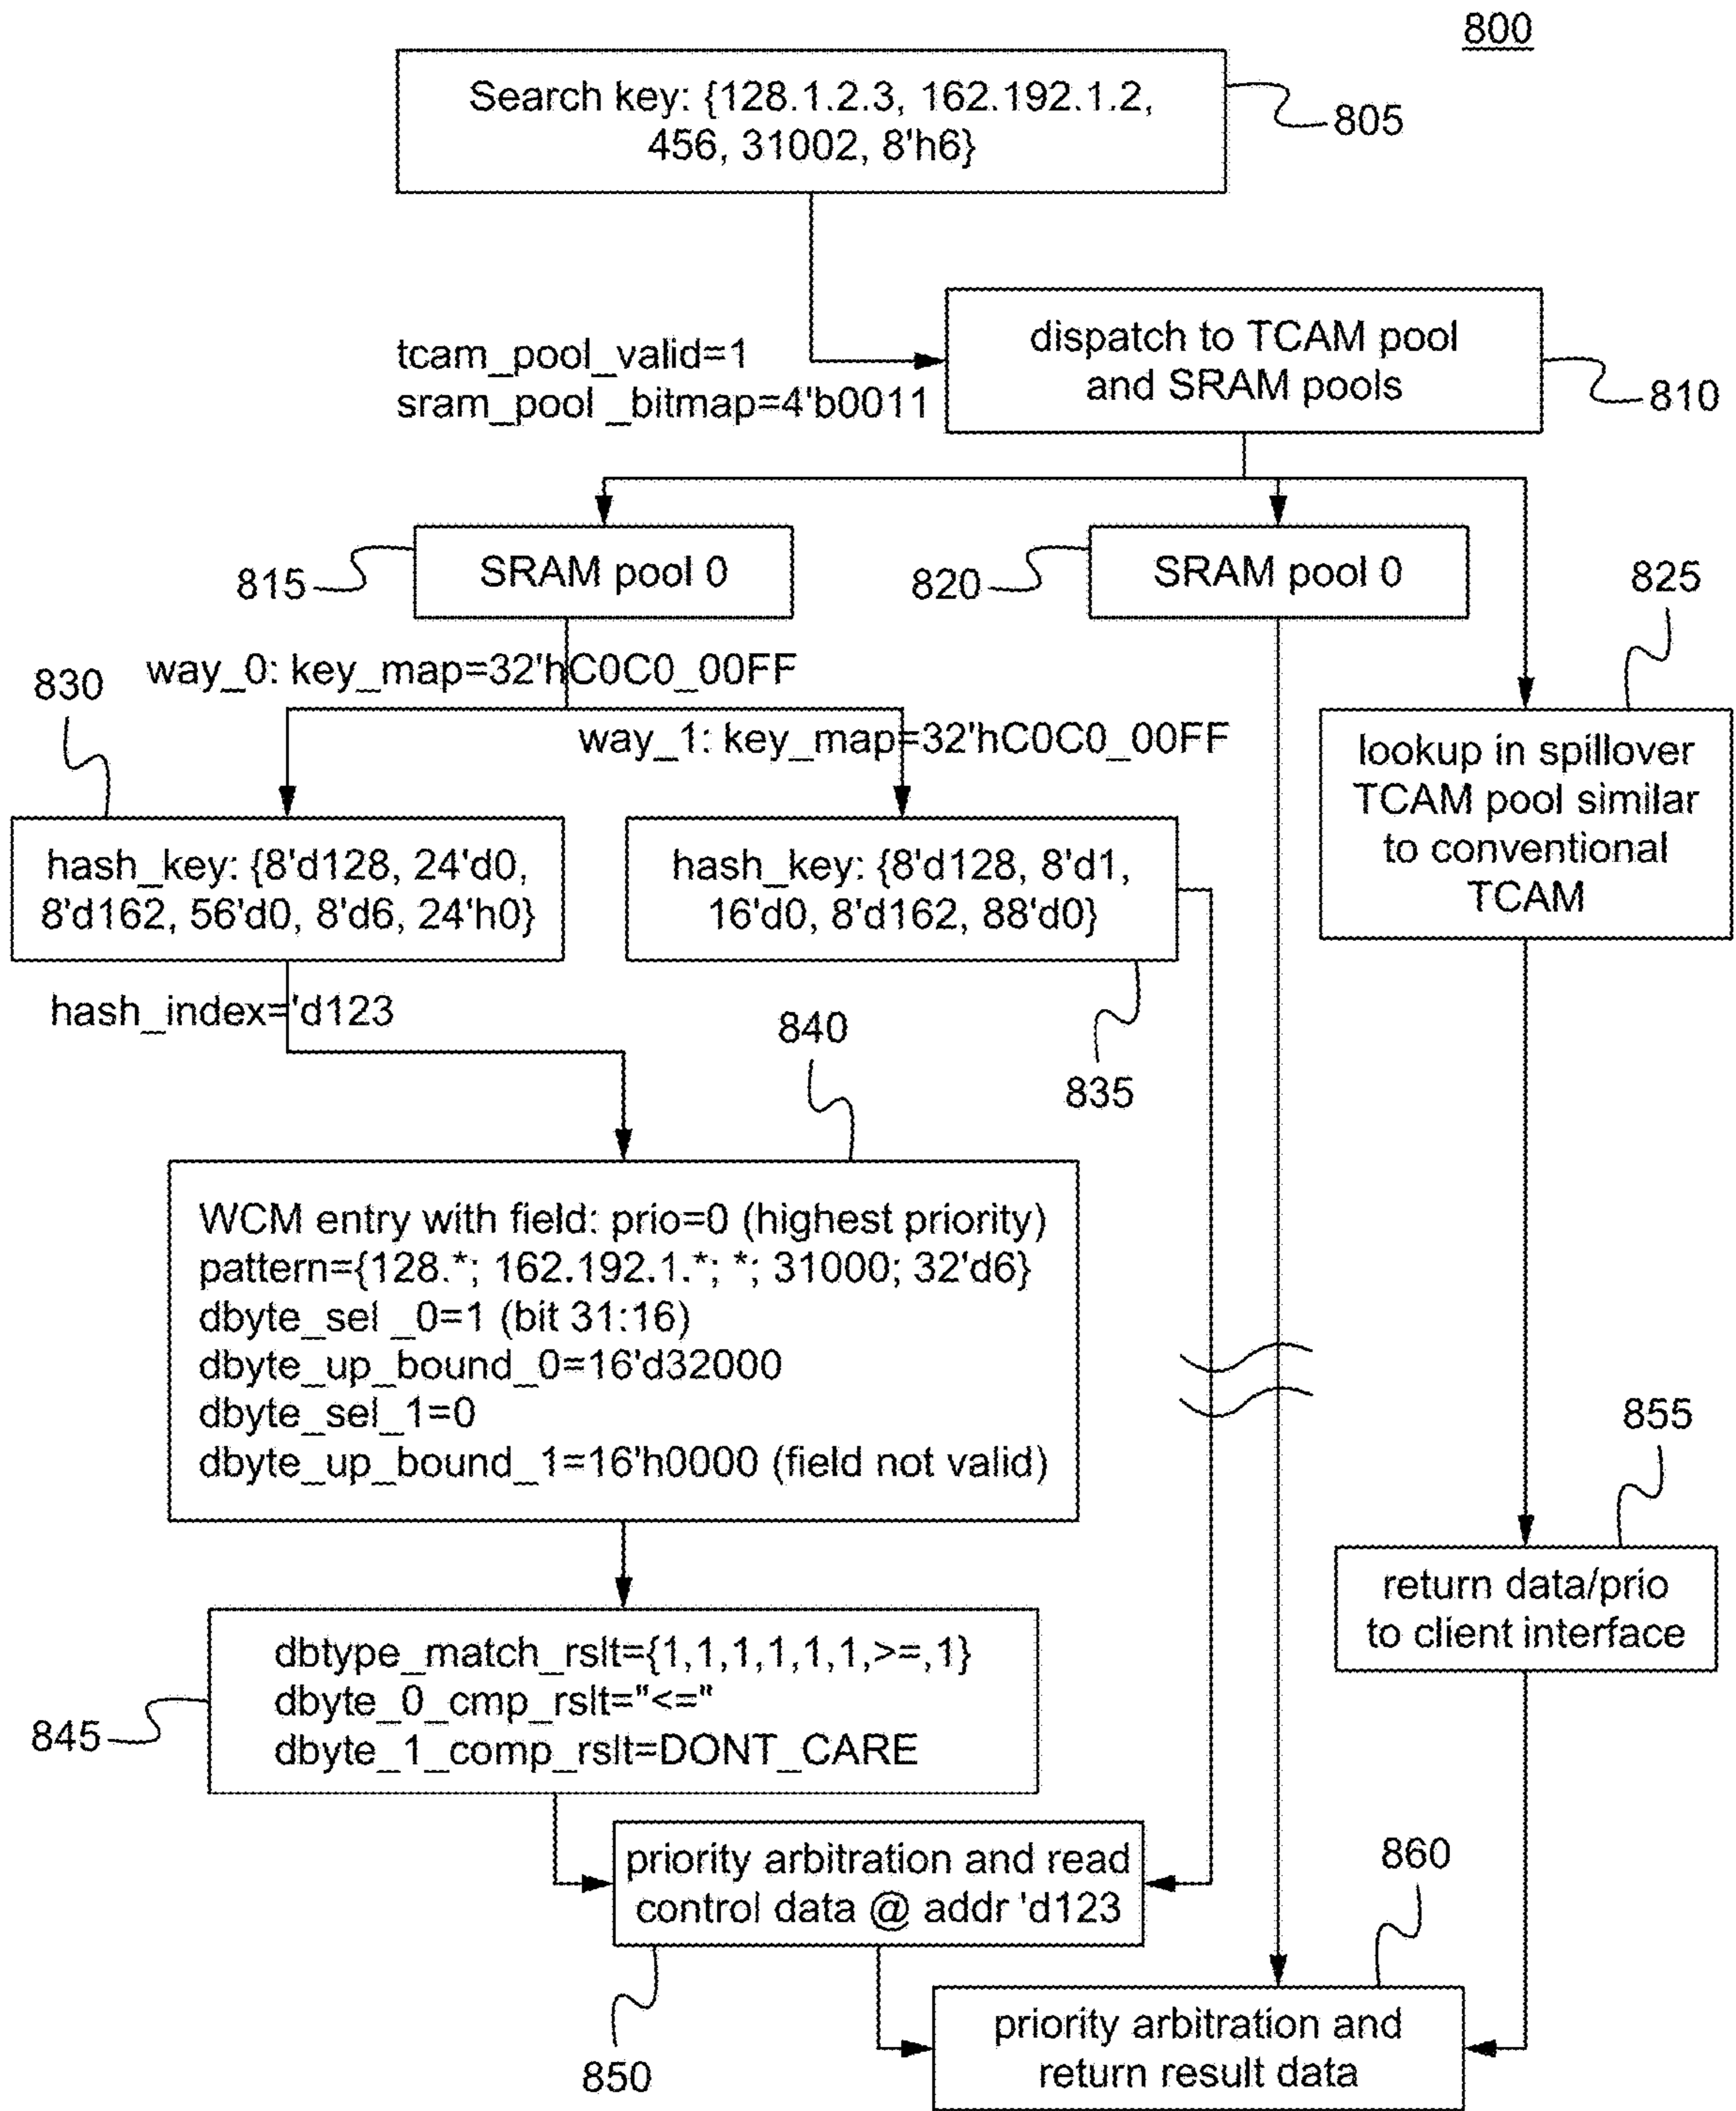 800
Search key: {128.1.2.3, 162.192.1.2,
456, 31002, 8'h6}
805
tcam_pool_valid=1
sram_pool _bitmap=4'b0011
dispatch to TCAM pool
and SRAM pools
810
SRAM pool 0
815
SRAM pool 0
820
825
way_0: key_map=32'hC0C0_00FF
830
way_1: key_map=32'hC0C0_00FF
lookup in spillover
TCAM pool similar
to conventional
TCAM
hash_key: {8'd128, 24'd0,
8'd162, 56'd0, 8'd6, 24'h0}
hash_key: {8'd128, 8'd1,
16'd0, 8'd162, 88'd0}
hash_index='d123
840
835
WCM entry with field: prio=0 (highest priority)
pattern={128.*; 162.192.1.*; *; 31000; 32'd6}
dbyte_sel _0=1 (bit 31:16)
dbyte_up_bound_0=16'd32000
dbyte_sel_1=0
dbyte_up_bound_1=16'h0000 (field not valid)
855
return data/prio
to client interface
dbtype_match_rslt={1,1,1,1,1,1,>=,1}
dbyte_0_cmp_rslt="<="
dbyte_1_comp_rslt=DONT_CARE
845
priority arbitration and read
control data @ addr 'd123
850
860
priority arbitration and
return result data